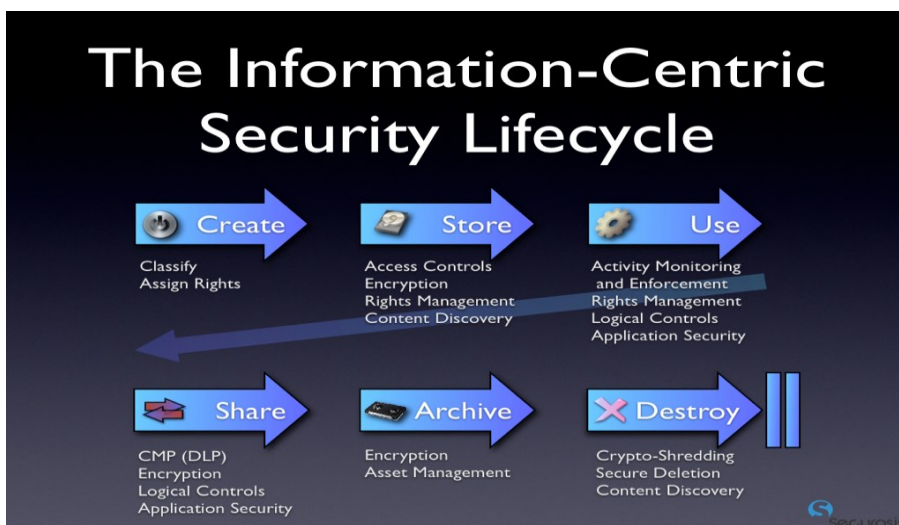 The Information-Centric
Security Lifecycle
Create
Classify
Assign Rights
Store
Access Controls
Encryption
Rights Management
Content Discovery
Use
Activity Monitoring
and Enforcement
Rights Management
Logical Controls
Application Security
Share
CMP (DLP)
Encryption
Logical Controls
Application Security
Archive
Encryption
Asset Management
Destroy
Crypto-Shredding
Secure Deletion
Content Discovery